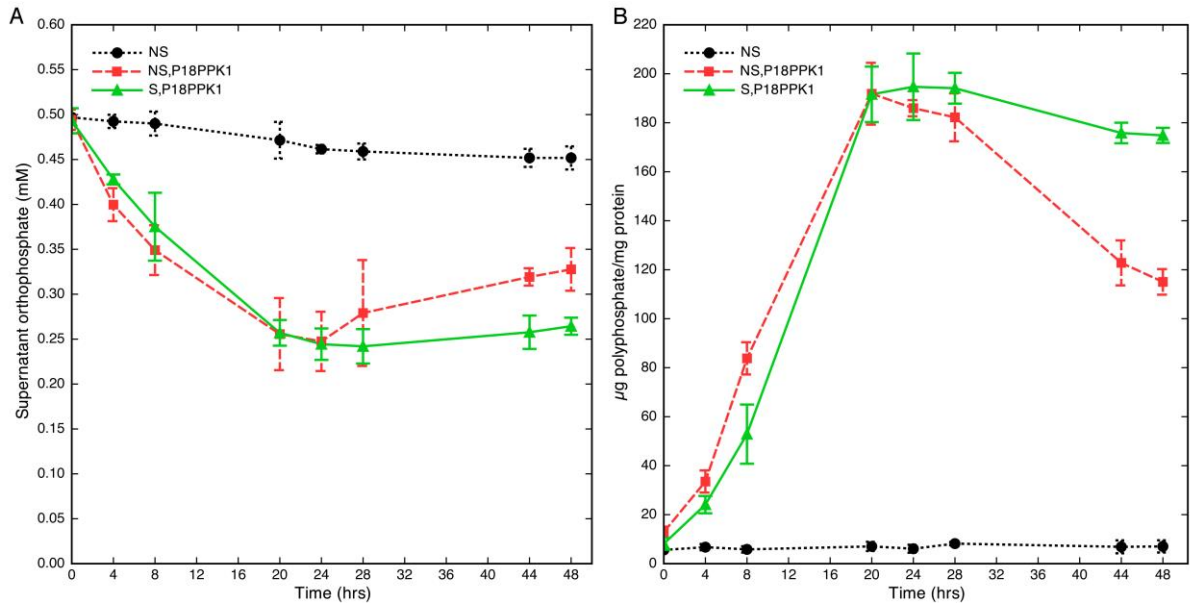 A
0.60
0.55
0.50
0.45
0.40
0.35
0.30
0.25
0.20
0.15
0.10
0.05
0.00
Supernatant orthophosphate (mM)
NS
NS,P18PPK1
S,P18PPK1
0 4 8 12 16 20 24 28 32 36 40 44 48
Time (hrs)
B
220
200
180
160
140
120
100
80
60
40
20
0
µg polyphosphate/mg protein
NS
NS,P18PPK1
S,P18PPK1
0 4 8 12 16 20 24 28 32 36 40 44 48
Time (hrs)